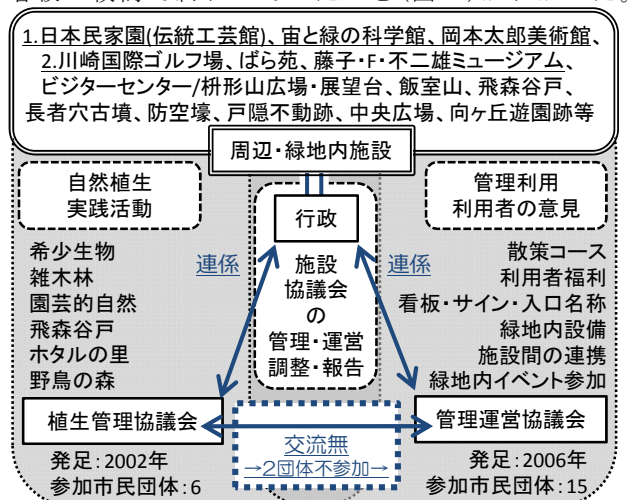 1.日本民家園(伝統工芸館)、宙と緑の科学館、岡本太郎美術館、
2.川崎国際ゴルフ場、ばら苑、藤子・F・不二雄ミュージアム、
ビジターセンター/枡形山広場・展望台、飯室山、飛森谷戸、
長者穴古墳、防空壕、戸隠不動跡、中央広場、向ヶ丘遊園跡等
周辺・緑地内施設
自然植生
実践活動
希少生物
雑木林
園芸的自然
飛森谷戸
ホタルの里
野鳥の森
連係
行政
施設
協議会
の
管理・運営
調整・報告
連係
管理利用
利用者の意見
散策コース
利用者福利
看板・サイン・入口名称
緑地内設備
施設間の連携
緑地内イベント参加
植生管理協議会
発足：2002年
参加市民団体：6
交流無
→2団体不参加→
管理運営協議会
発足：2006年
参加市民団体：15